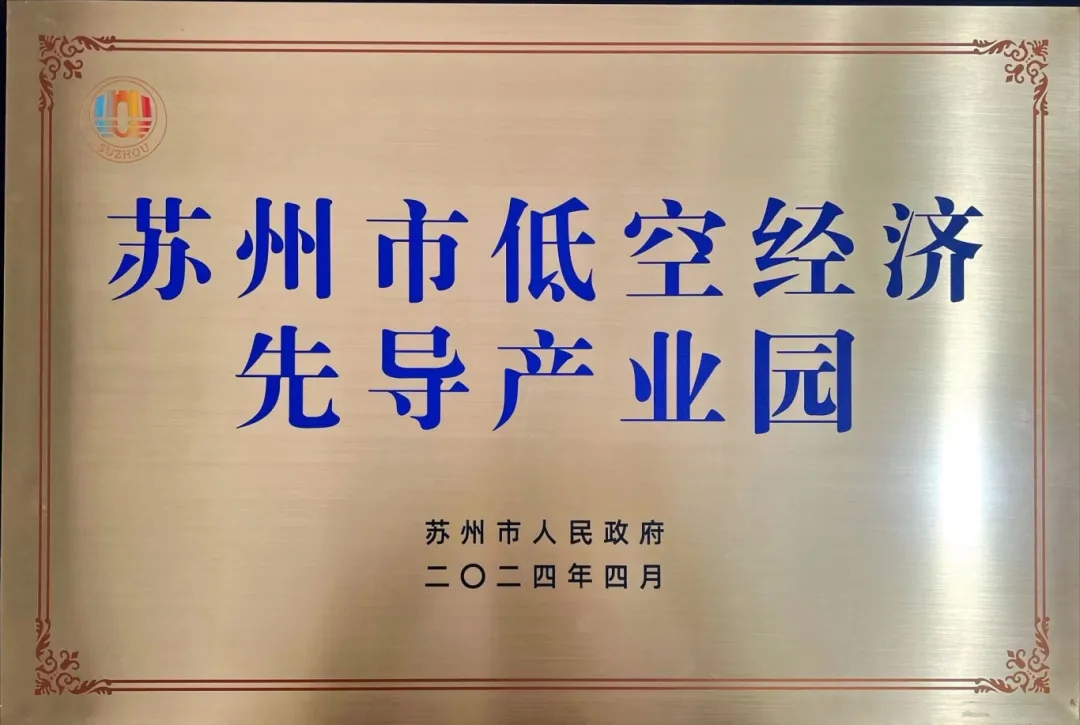 SUZHOU
苏州市低空经济
先导产业园
苏州市人民政府
二〇二四年四月